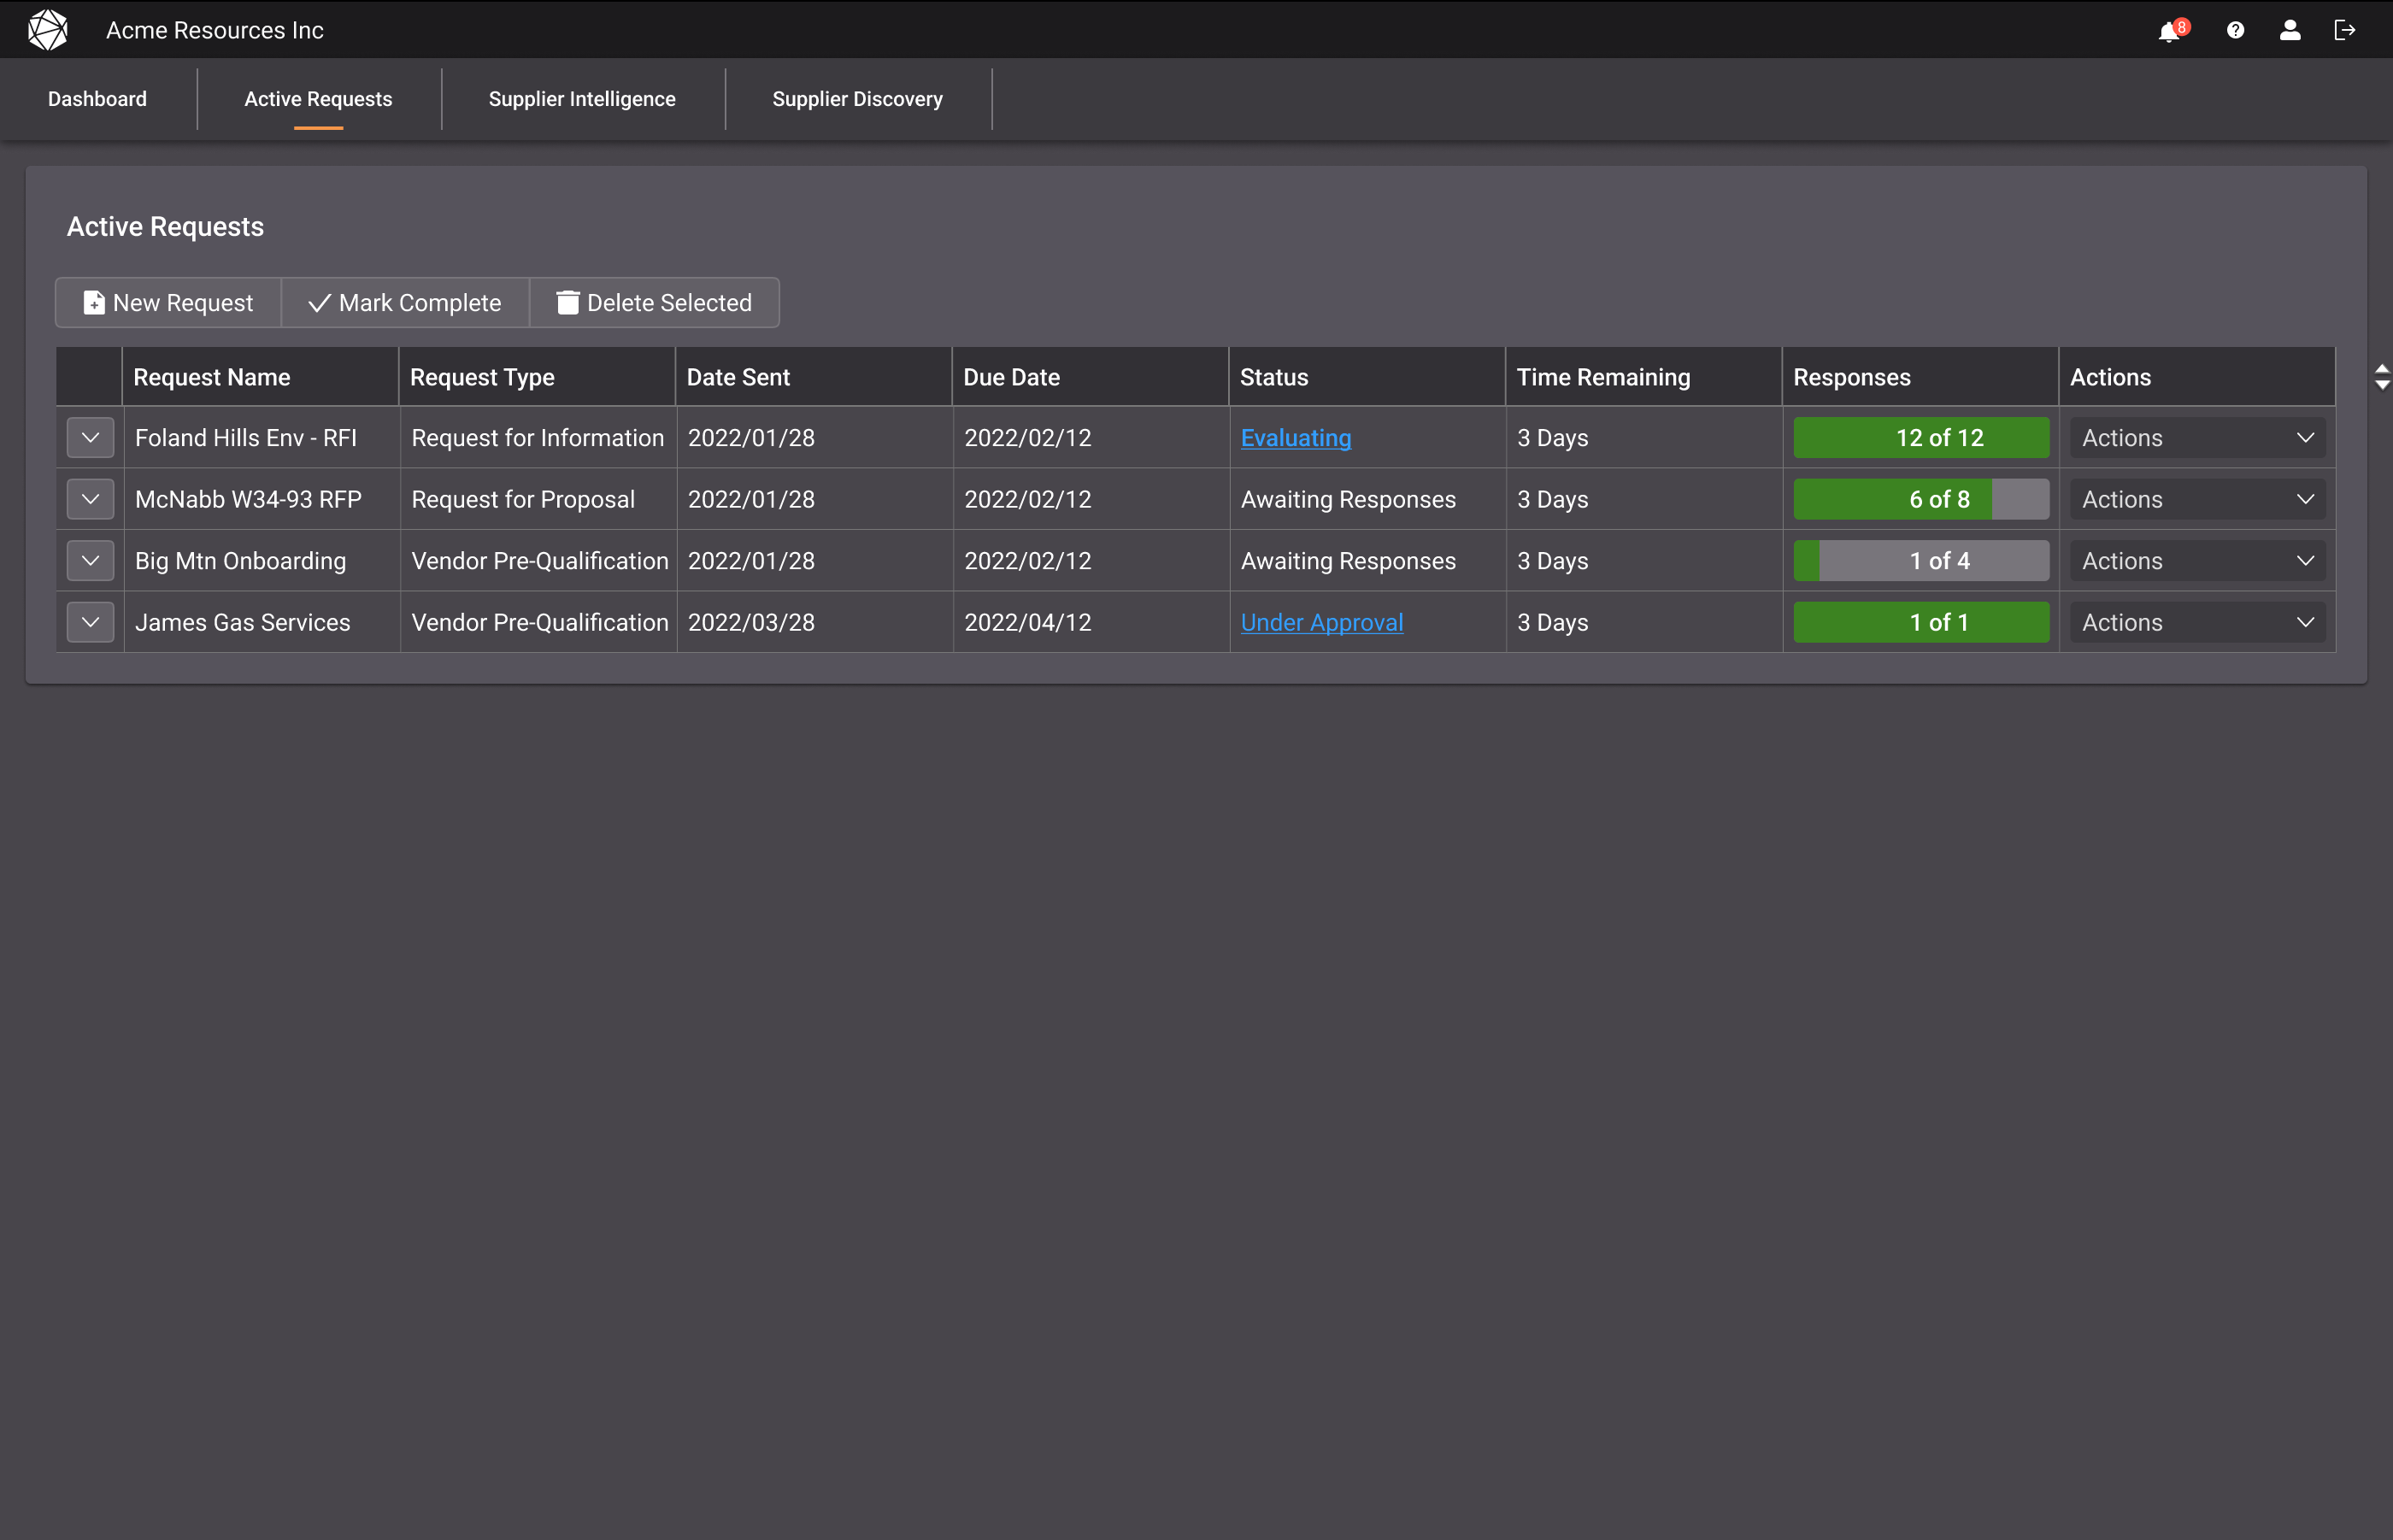 Acme Resources Inc
8
?
Dashboard Active Requests Supplier Intelligence Supplier Discovery
Active Requests
New Request Mark Complete Delete Selected
Request Name Request Type Date Sent Due Date Status Time Remaining Responses Actions
Foland Hills Env - RFI Request for Information 2022/01/28 2022/02/12 Evaluating 3 Days 12 of 12 Actions
McNabb W34-93 RFP Request for Proposal 2022/01/28 2022/02/12 Awaiting Responses 3 Days 6 of 8 Actions
Big Mtn Onboarding Vendor Pre-Qualification 2022/01/28 2022/02/12 Awaiting Responses 3 Days 1 of 4 Actions
James Gas Services Vendor Pre-Qualification 2022/03/28 2022/04/12 Under Approval 3 Days 1 of 1 Actions